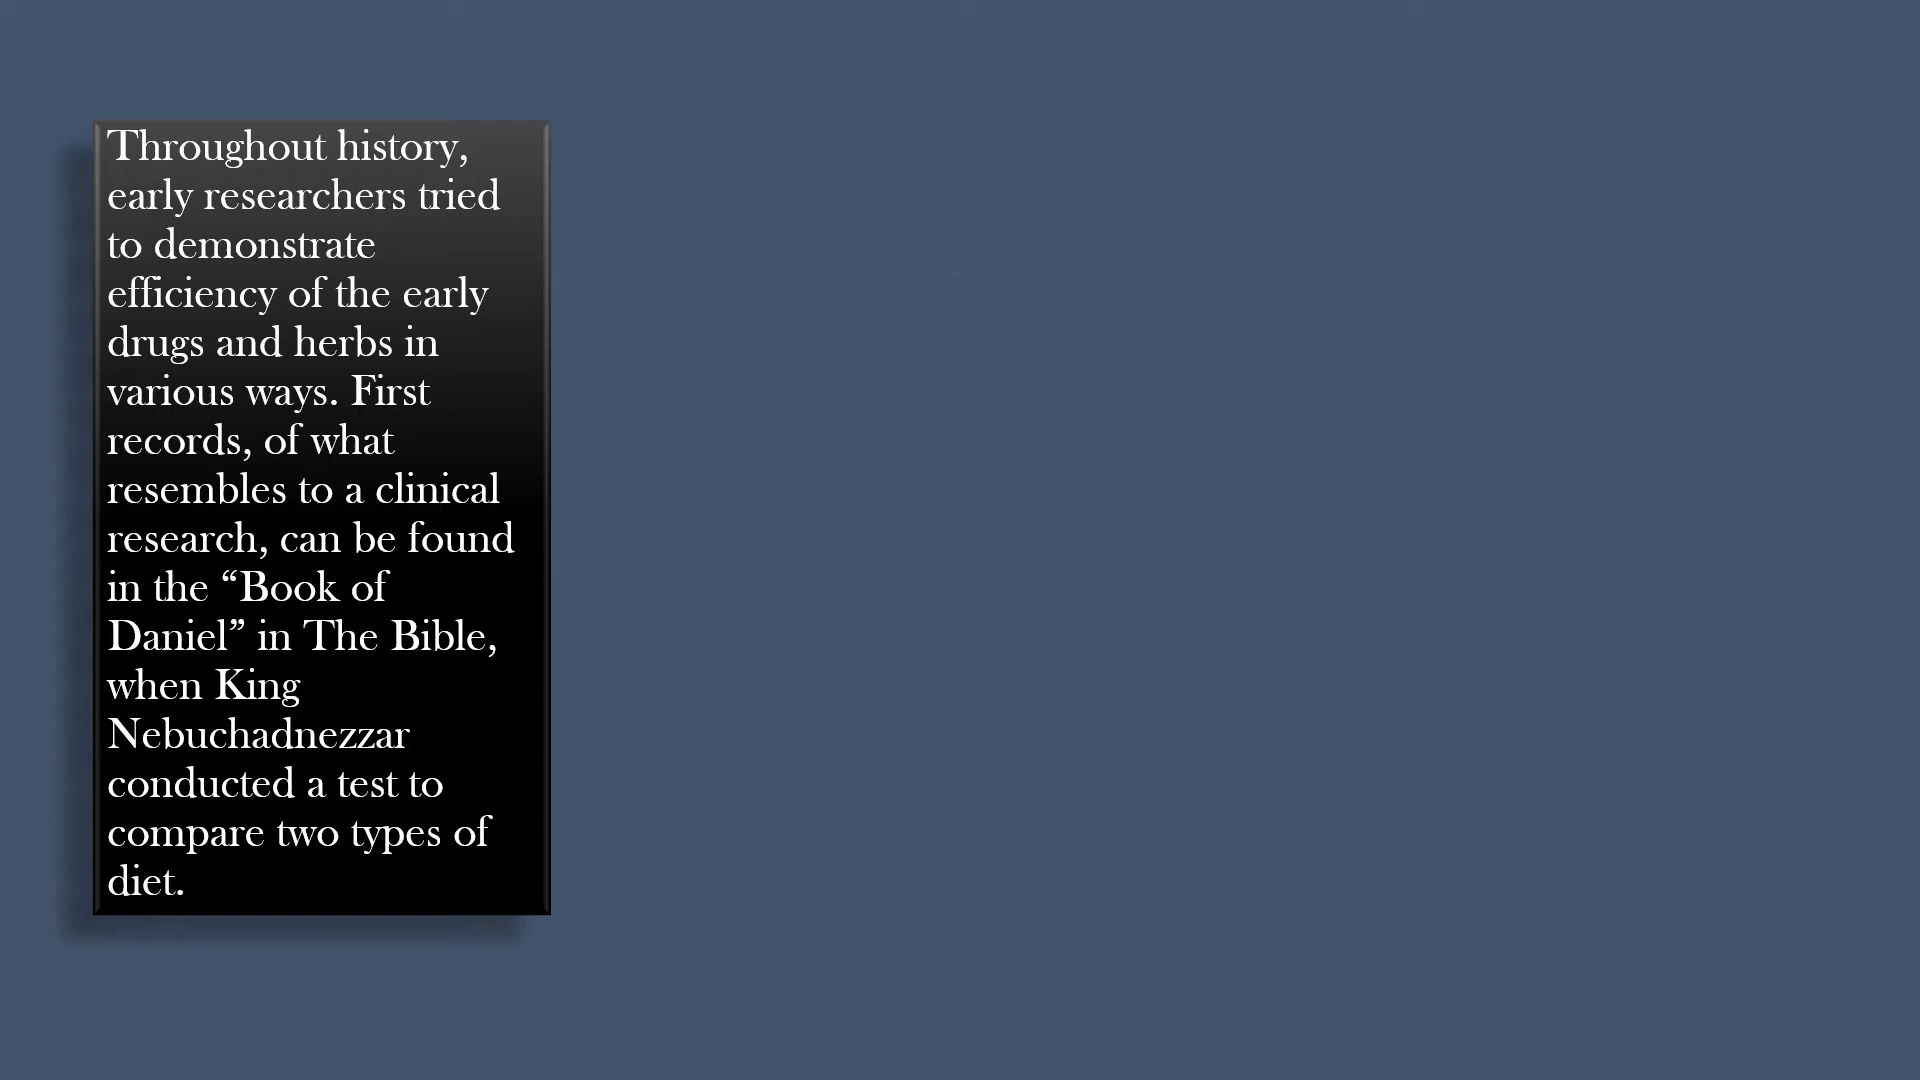 Throughout history,
early researchers tried
to demonstrate
efficiency of the early
drugs and herbs in
various ways. First
records, of what
resembles to a clinical
research, can be found
in the “Book of
Daniel” in The Bible,
when King
Nebuchadnezzar
conducted a test to
compare two types of
diet.